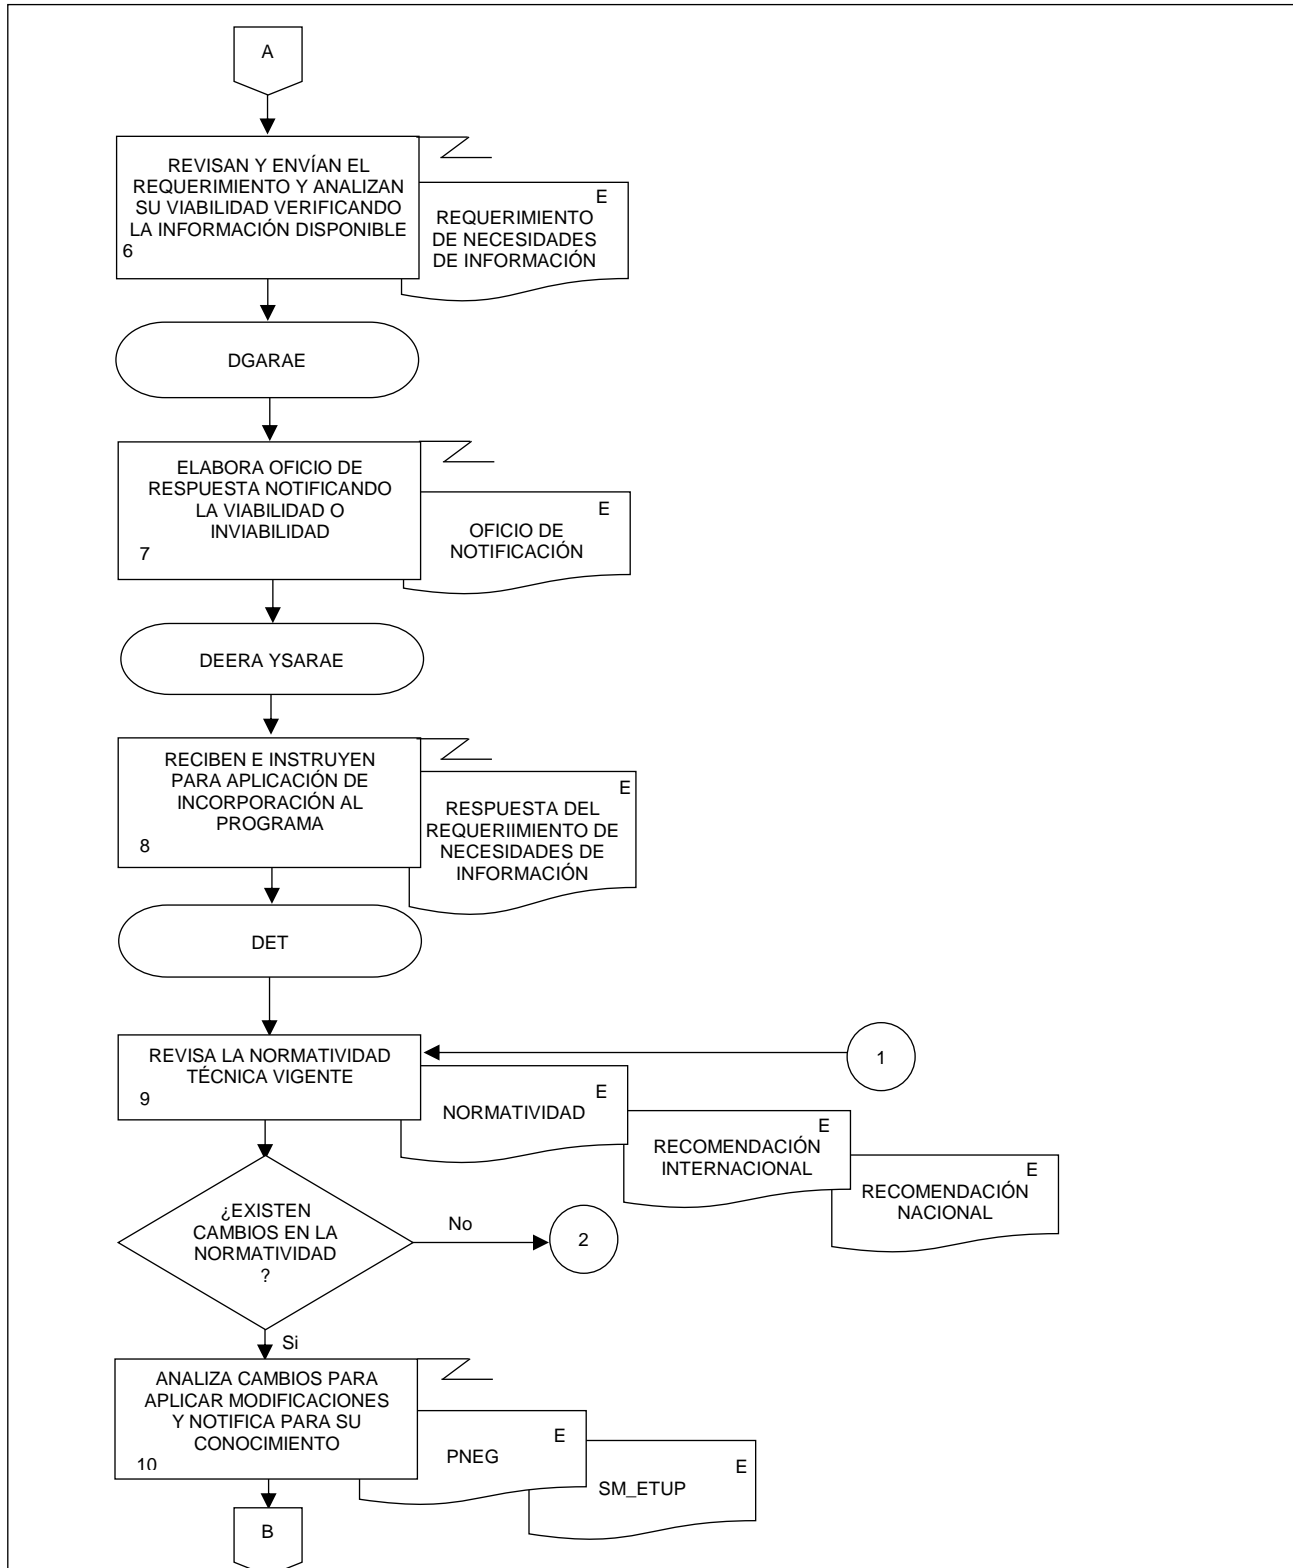 A
REVISAN Y ENVÍAN EL
REQUERIMIENTO Y ANALIZAN
SU VIABILIDAD VERIFICANDO
LA INFORMACIÓN DISPONIBLE
6
E
REQUERIMIENTO
DE NECESIDADES
DE INFORMACIÓN
DGARAE
ELABORA OFICIO DE
RESPUESTA NOTIFICANDO
LA VIABILIDAD O
INVIABILIDAD
7
E
OFICIO DE
NOTIFICACIÓN
DEERA YSARAE
RECIBEN E INSTRUYEN
PARA APLICACIÓN DE
INCORPORACIÓN AL
PROGRAMA
8
E
RESPUESTA DEL
REQUERIIMIENTO DE
NECESIDADES DE
INFORMACIÓN
DET
REVISA LA NORMATIVIDAD
TÉCNICA VIGENTE
9
1
E
NORMATIVIDAD
E
RECOMENDACIÓN
INTERNACIONAL
E
RECOMENDACIÓN
NACIONAL
¿EXISTEN
CAMBIOS EN LA
NORMATIVIDAD
?
No
2
Si
ANALIZA CAMBIOS PARA
APLICAR MODIFICACIONES
Y NOTIFICA PARA SU
CONOCIMIENTO
10
E
PNEG
E
SM_ETUP
B